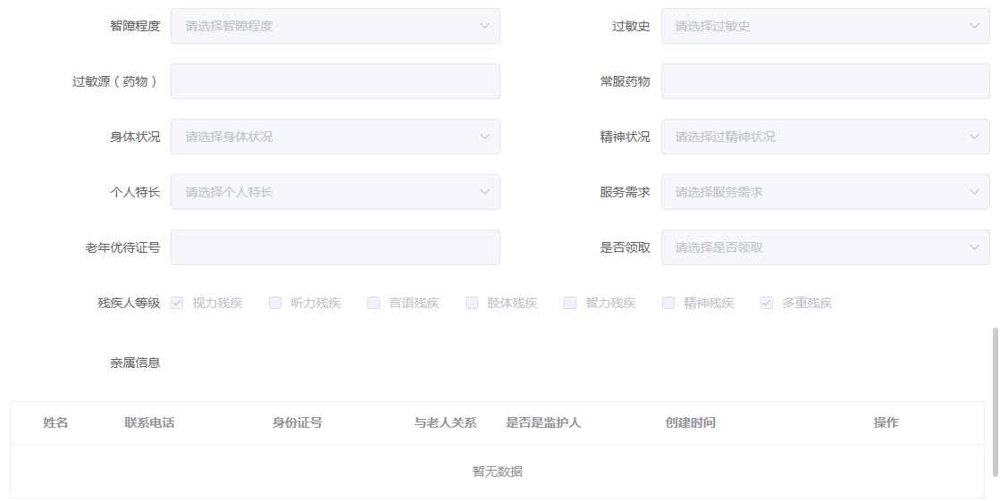 智障程度 请选择智障程度 过敏史 请选择过敏史
过敏源（药物） 常服药物
身体状况 请选择身体状况 精神状况 请选择过精神状况
个人特长 请选择个人特长 服务需求 请选择服务需求
老年优待证号 是否领取 请选择是否领取
残疾人等级 视力残疾 听力残疾 言语残疾 肢体残疾 智力残疾 精神残疾 多重残疾
亲属信息
姓名 联系电话 身份证号 与老人关系 是否是监护人 创建时间 操作
暂无数据